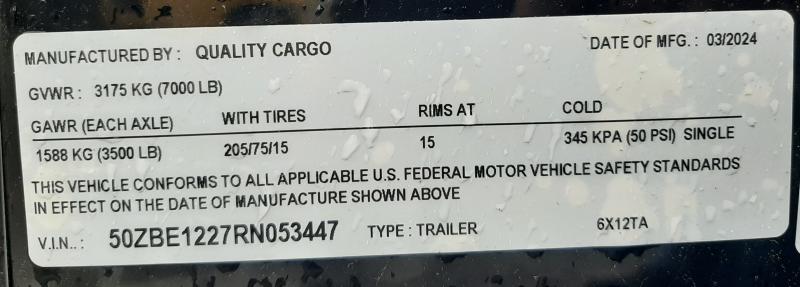 MANUFACTURED BY : QUALITY CARGO DATE OF MFG. : 03/2024
GVWR : 3175 KG (7000 LB)
GAWR (EACH AXLE) WITH TIRES RIMS AT COLD
1588 KG (3500 LB) 205/75/15 15 345 KPA (50 PSI) SINGLE
THIS VEHICLE CONFORMS TO ALL APPLICABLE U.S. FEDERAL MOTOR VEHICLE SAFETY STANDARDS
IN EFFECT ON THE DATE OF MANUFACTURE SHOWN ABOVE
V.I.N.. : 50ZBE1227RN053447 TYPE : TRAILER 6X12TA